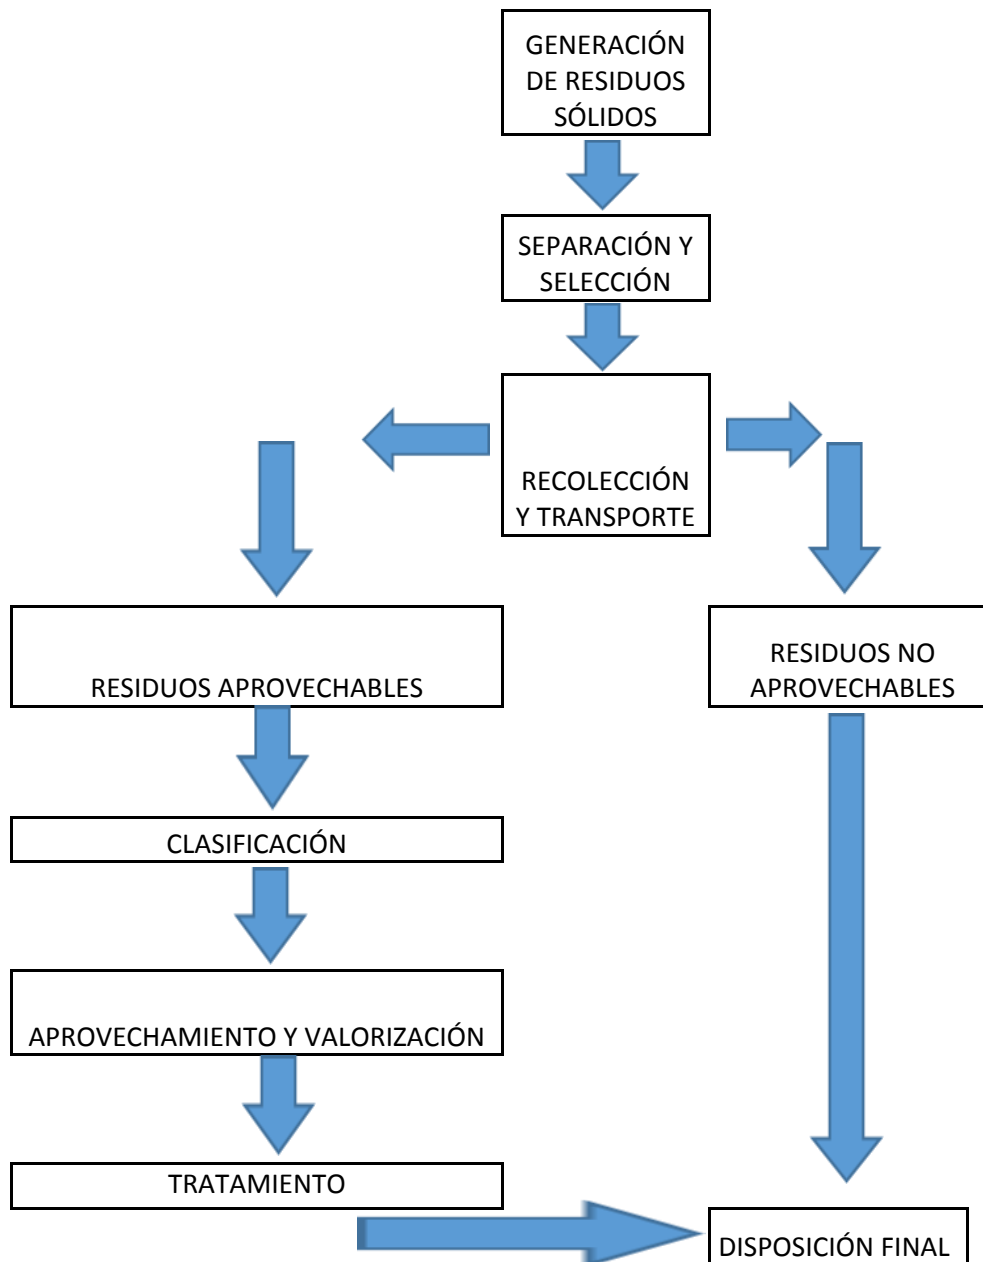 GENERACIÓN
DE RESIDUOS
SÓLIDOS
SEPARACIÓN Y
SELECCIÓN
RECOLECCIÓN
Y TRANSPORTE
RESIDUOS APROVECHABLES
RESIDUOS NO
APROVECHABLES
CLASIFICACIÓN
APROVECHAMIENTO Y VALORIZACIÓN
TRATAMIENTO
DISPOSICIÓN FINAL